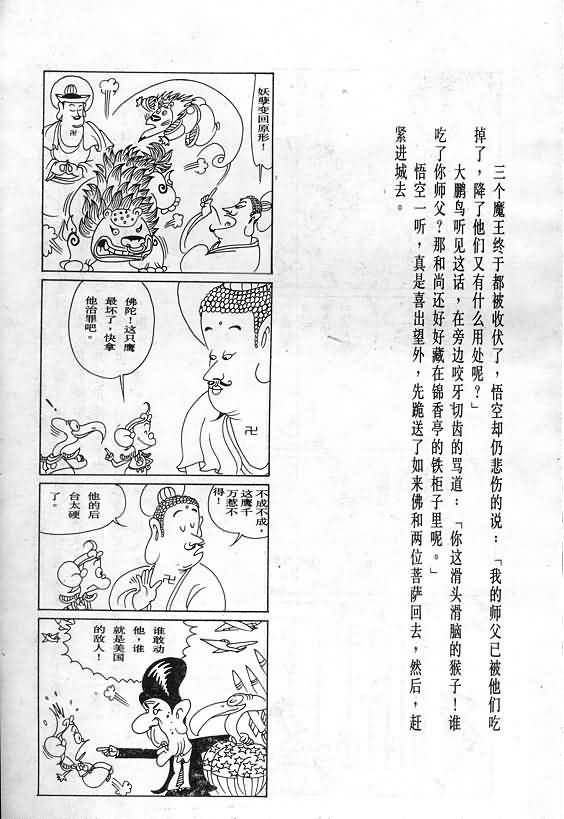 三个魔王终于都被收伏了，悟空却仍悲伤的说：「我的师父已被他们吃
掉了，降了他们又有什么用处呢？」
大鹏鸟听见这话，在旁边咬牙切齿的骂道：「你这滑头滑脑的猴子！谁
吃了你师父？那和尚还好好藏在锦香亭的铁柜子里呢。」
悟空一听，真是喜出望外，先跪送了如来佛和两位菩萨回去，然后，赶
紧进城去。
妖孽变回原形！
卍
佛陀！这只鹰
最坏了，快拿
他治罪吧。
卍
不成不成，
这鹰千
万惹不
得！
他的后
台太硬
了。
卐
谁敢动
他，谁
就是美国
的敌人！